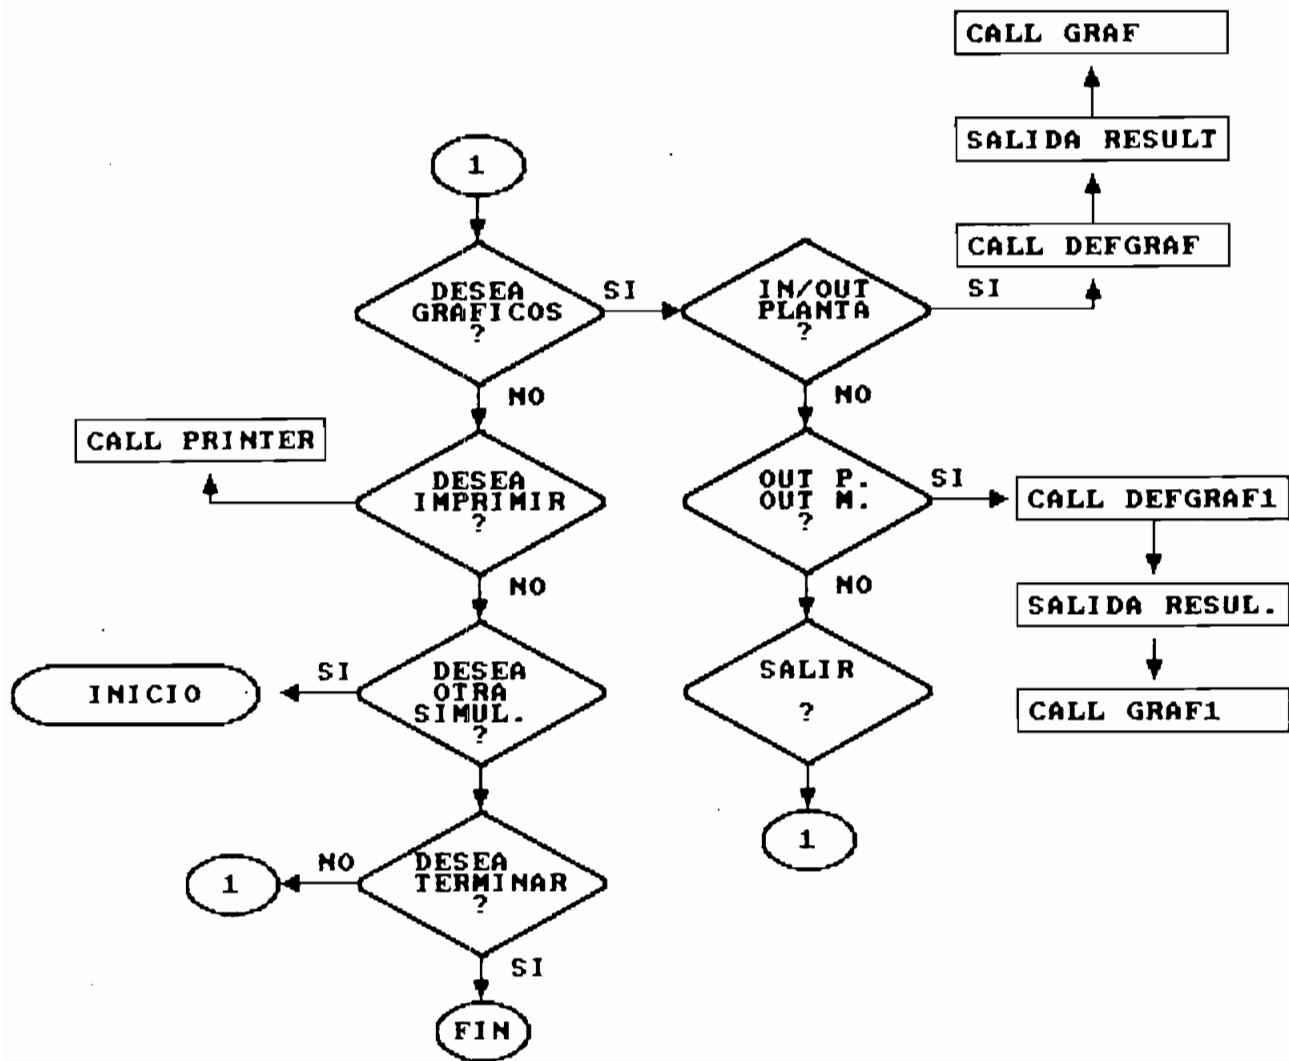 CALL GRAF
SALIDA RESULT
CALL DEFGRAF
1
DESEA
GRAFICOS
?
SI
IN/OUT
PLANTA
?
SI
NO
NO
CALL PRINTER
DESEA
IMPRIMIR
?
OUT P.
OUT M.
?
SI
CALL DEFGRAF1
NO
NO
SALIDA RESUL.
INICIO
SI
DESEA
OTRA
SIMUL.
?
SALIR
?
CALL GRAF1
1
1
NO
DESEA
TERMINAR
?
SI
FIN